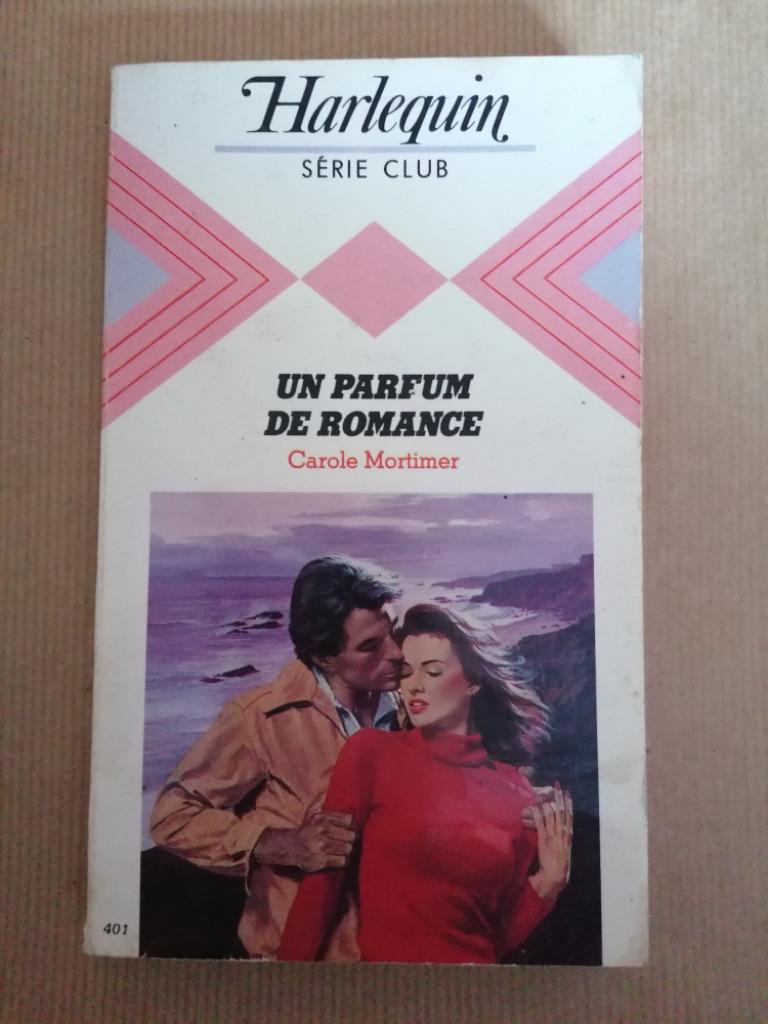 Harlequin
SÉRIE CLUB
UN PARFUM
DE ROMANCE
Carole Mortimer
401